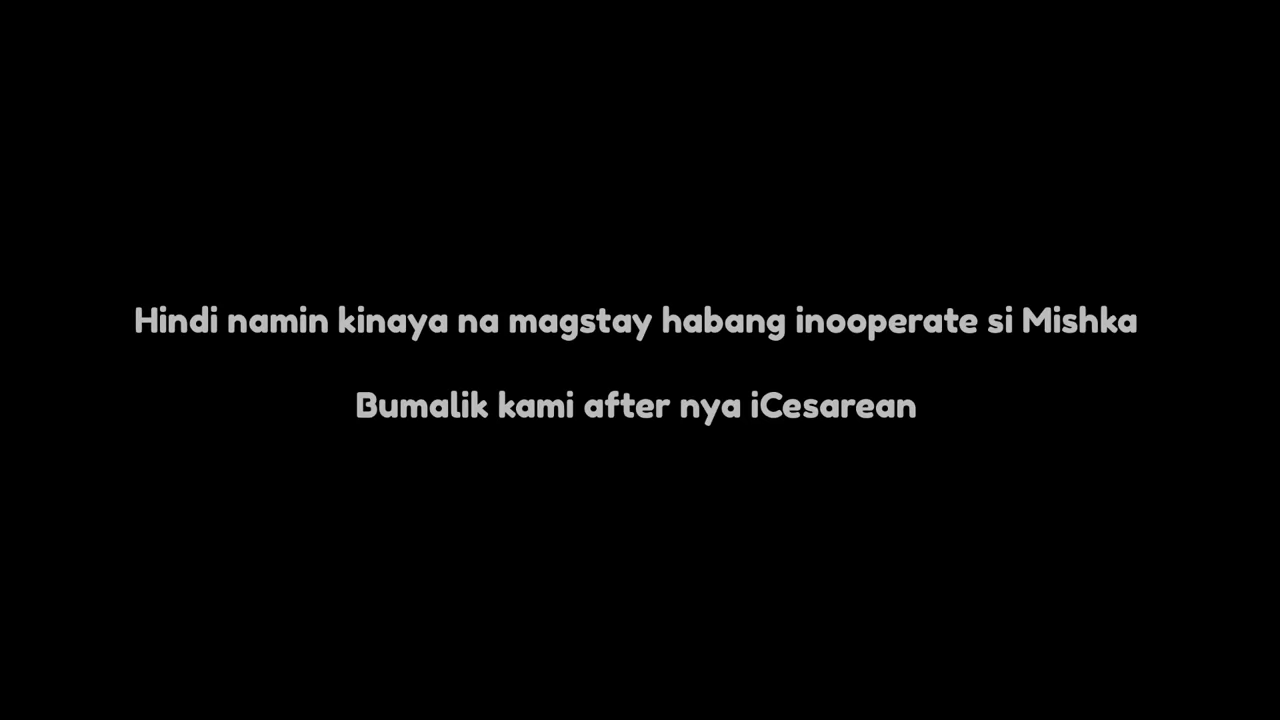 Hindi namin kinaya na magstay habang inooperate si Mishka
Bumalik kami after nya iCesarean